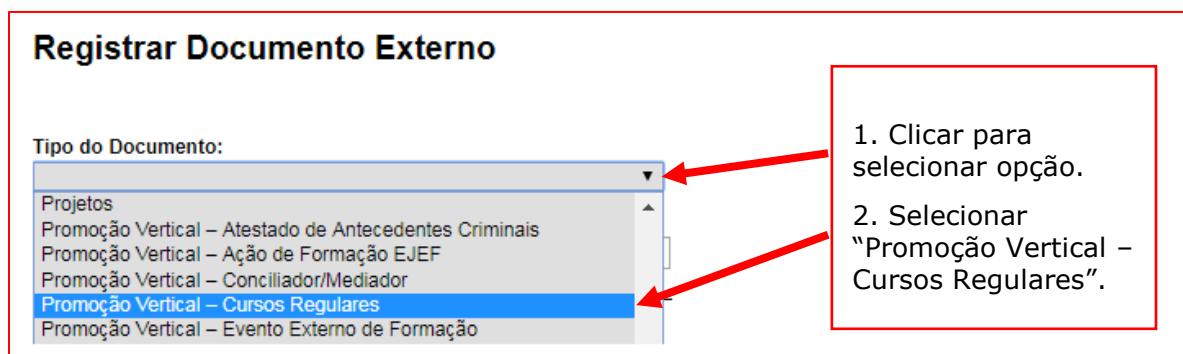 Registrar Documento Externo
Tipo do Documento:
Projetos
Promoção Vertical – Atestado de Antecedentes Criminais
Promoção Vertical – Ação de Formação EJEF
Promoção Vertical – Conciliador/Mediador
Promoção Vertical – Cursos Regulares
Promoção Vertical – Evento Externo de Formação
1. Clicar para
selecionar opção.
2. Selecionar
“Promoção Vertical –
Cursos Regulares”.